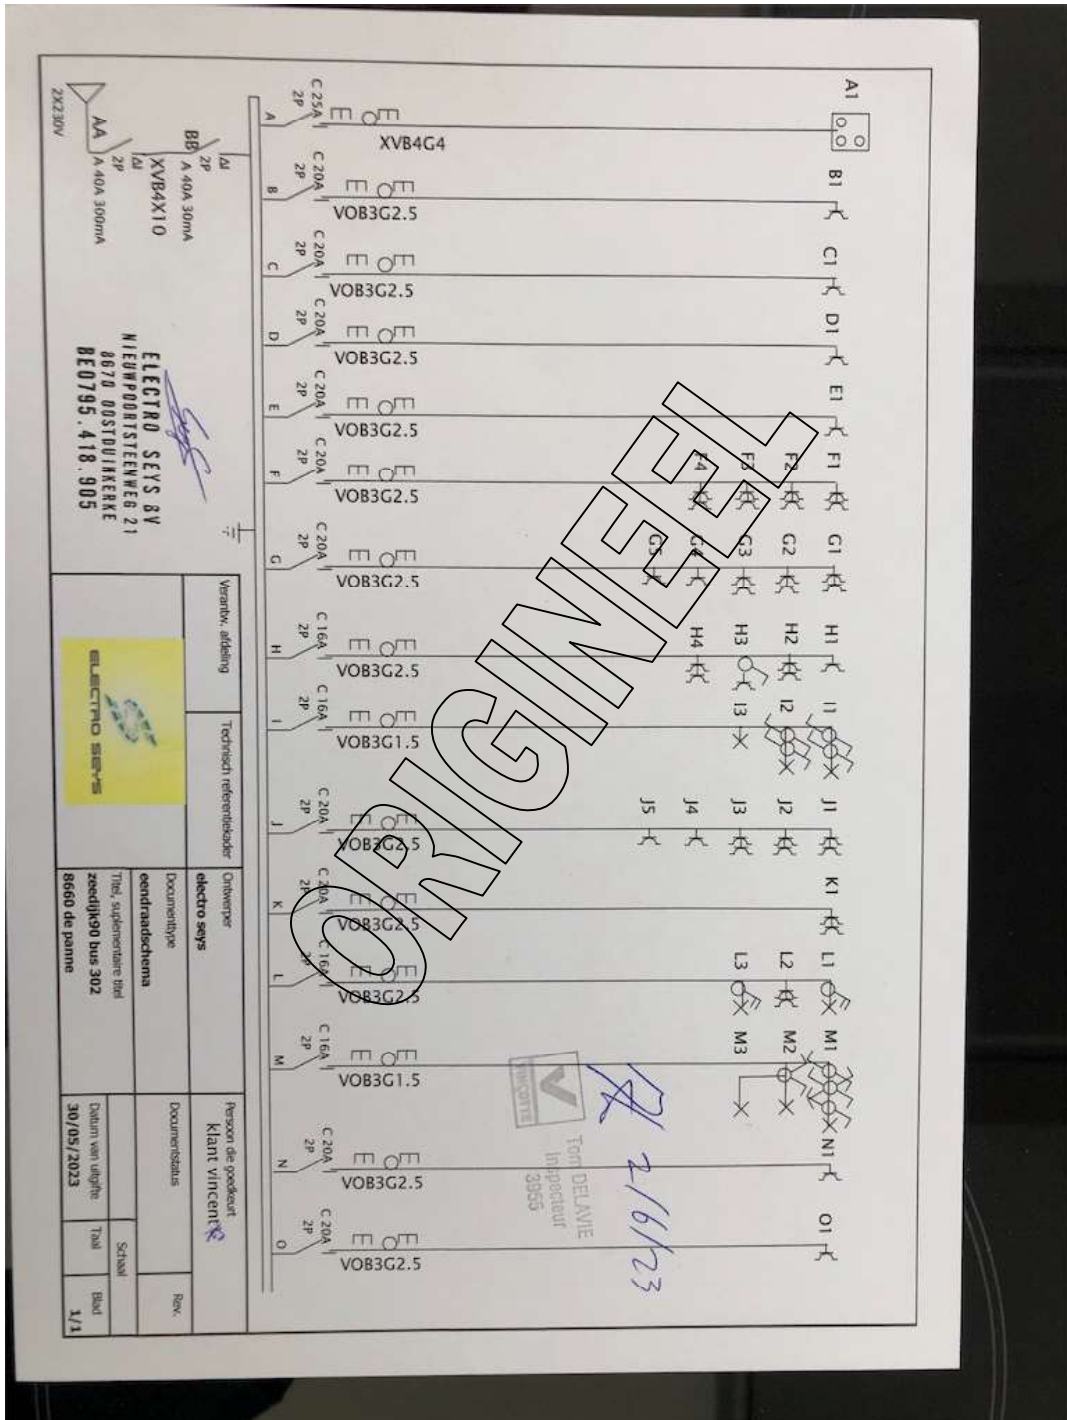 A1
C 25A
2P
A
XVB4G4
B1
C 20A
2P
B
VOB3G2.5
C1
C 20A
2P
C
VOB3G2.5
D1
C 20A
2P
D
VOB3G2.5
E1
C 20A
2P
E
VOB3G2.5
F1
F2
F3
F4
C 20A
2P
F
VOB3G2.5
G1
G2
G3
G4
G5
C 20A
2P
G
VOB3G2.5
H1
H2
H3
H4
C 16A
2P
H
VOB3G2.5
I1
I2
I3
C 16A
2P
I
VOB3G1.5
J1
J2
J3
J4
J5
C 20A
2P
J
VOB3G2.5
K1
C 20A
2P
K
VOB3G2.5
L1
L2
L3
C 16A
2P
L
VOB3G2.5
M1
M2
M3
C 16A
2P
M
VOB3G1.5
N1
C 20A
2P
N
VOB3G2.5
O1
C 20A
2P
O
VOB3G2.5
BB
2P
IΔI
A 40A 30mA
XVB4X10
AA
2P
IΔI
A 40A 300mA
2X230V
ELECTRO SEYS BV
NIEUWPOORTSTEENWEG 21
8670 OOSTDUINKERKE
BE0795.418.905
ORIGINEEL
VINÇOTTE
Tom DELAVIE
Inspecteur
3955
2/6/23
Verantw. afdeling
Technisch referentiekader
Ontwerper
electro seys
Persoon die goedkeurt
klant vincent
ELECTRO SEYS
Documenttype
eendraadschema
Documentstatus
Titel, suplementaire titel
zeedijk90 bus 302
8660 de panne
Rev.
Datum van uitgifte
30/05/2023
Schaal
Taal
Blad
1/1